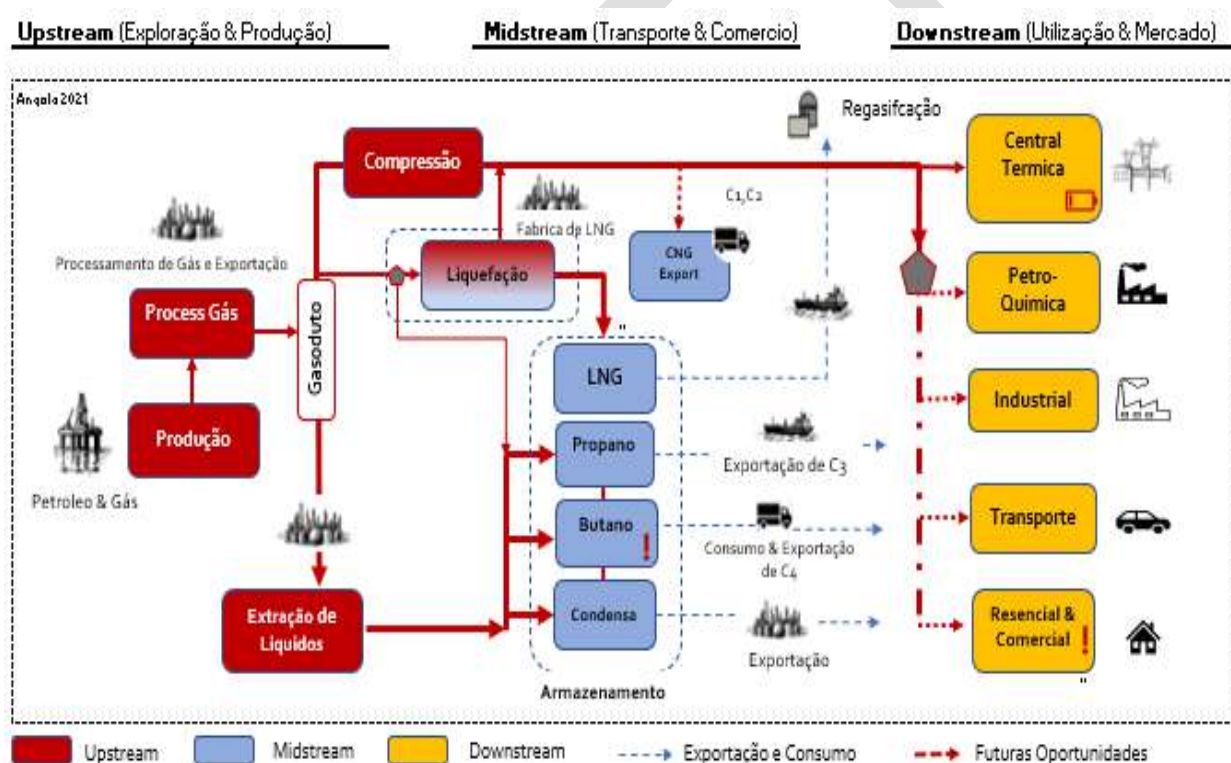 Upstream (Exploração & Produção)
Midstream (Transporte & Comercio)
Downstream (Utilização & Mercado)
Angola 2021
Regasifcação
Compressão
Central
Termica
C1,C2
Fabrica de LNG
CNG
Export
Processamento de Gás e Exportação
Liquefação
Petro-
Quimica
Process Gás
Gasoduto
LNG
Industrial
Produção
Propano
Exportação de C3
Petroleo & Gás
Butano
!
Consumo & Exportação
de C4
Transporte
Extração de
Liquidos
Condensa
Exportação
Resencial &
Comercial
!
Armazenamento
Upstream
Midstream
Downstream
Exportação e Consumo
Futuras Oportunidades